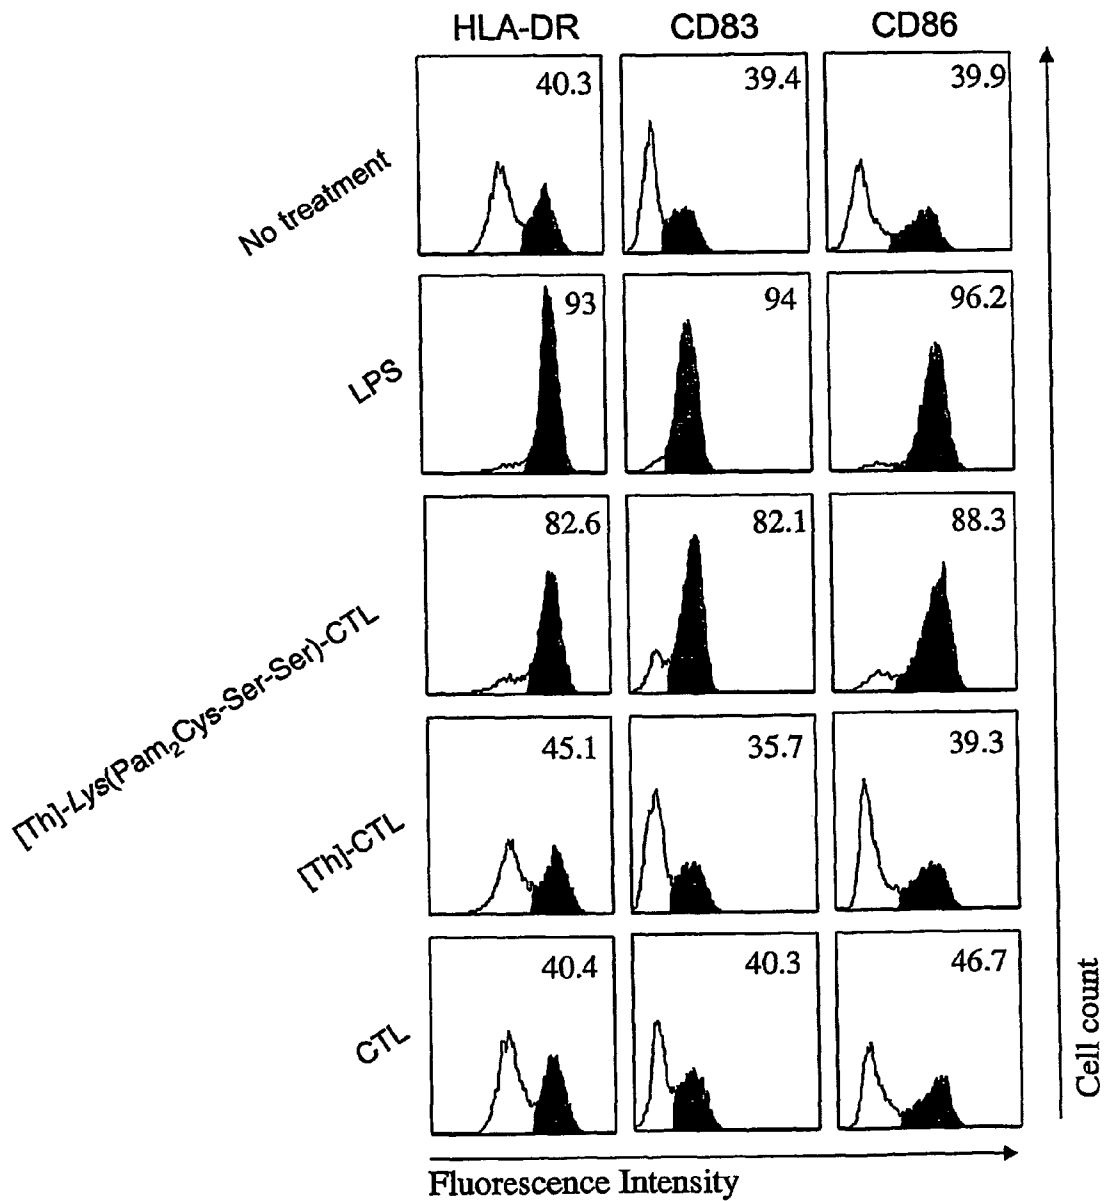 HLA-DR CD83 CD86
No treatment 40.3 39.4 39.9
LPS 93 94 96.2
[Th]-Lys(Pam₂Cys-Ser-Ser)-CTL 82.6 82.1 88.3
[Th]-CTL 45.1 35.7 39.3
CTL 40.4 40.3 46.7
Cell count
Fluorescence Intensity